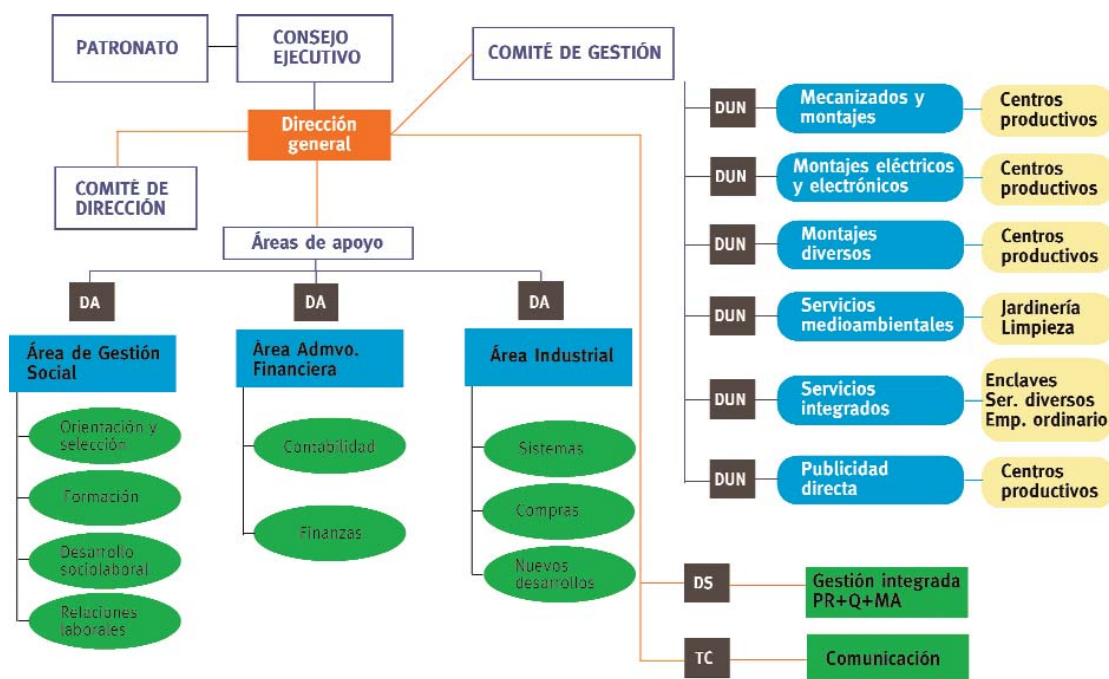 PATRONATO
CONSEJO
EJECUTIVO
COMITÉ DE GESTIÓN
Dirección
general
COMITÉ DE
DIRECCIÓN
Áreas de apoyo
DA
Área de Gestión
Social
Orientación y
selección
Formación
Desarrollo
sociolaboral
Relaciones
laborales
DA
Área Admvo.
Financiera
Contabilidad
Finanzas
DA
Área Industrial
Sistemas
Compras
Nuevos
desarrollos
DUN
Mecanizados y
montajes
Centros
productivos
DUN
Montajes eléctricos
y electrónicos
Centros
productivos
DUN
Montajes
diversos
Centros
productivos
DUN
Servicios
medioambientales
Jardinería
Limpieza
DUN
Servicios
integrados
Enclaves
Ser. diversos
Emp. ordinario
DUN
Publicidad
directa
Centros
productivos
DS
Gestión integrada
PR+Q+MA
TC
Comunicación